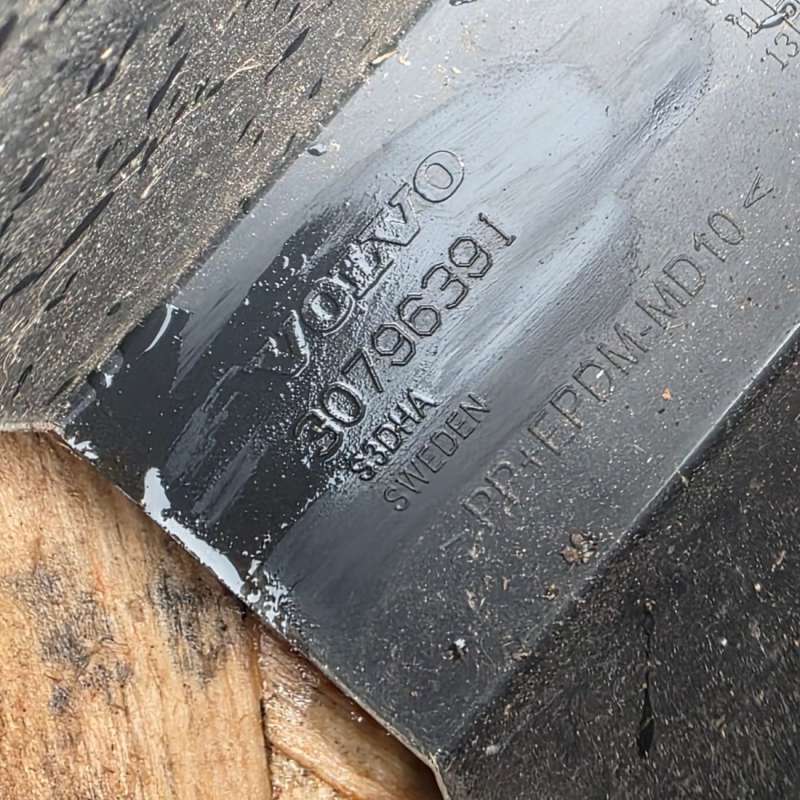 VOLVO
30796391
S3DHA
SWEDEN
>PP+EPDM-MD10<